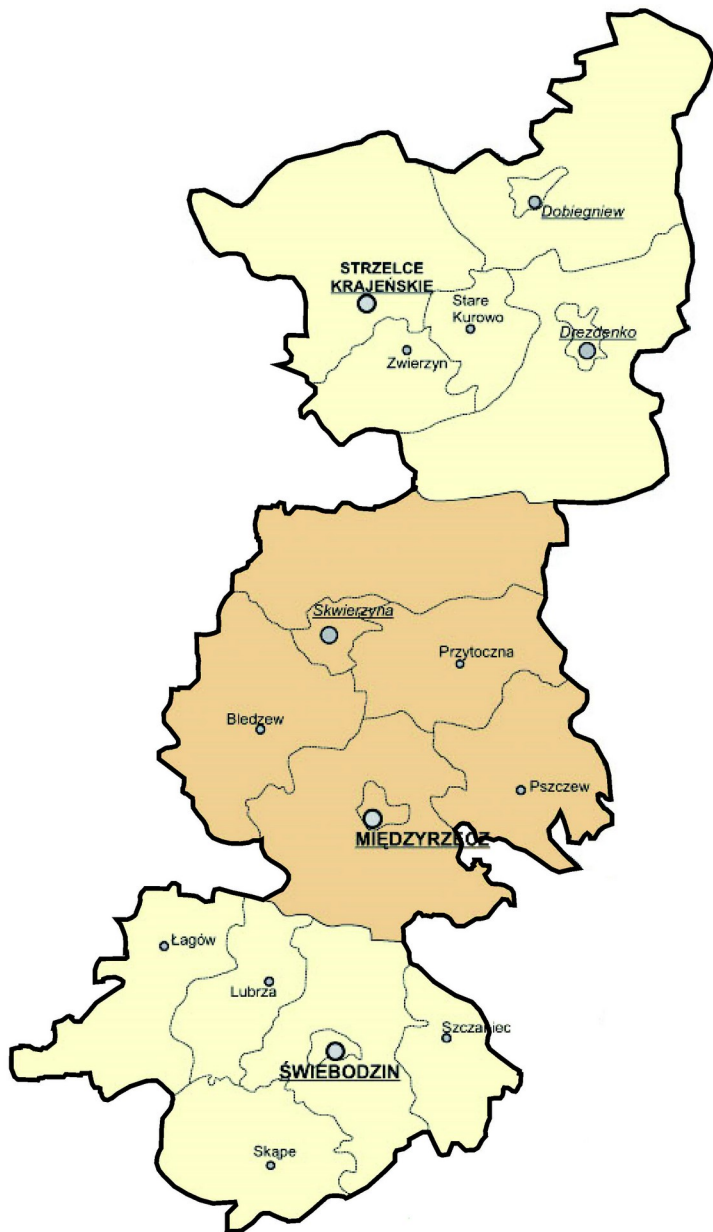 Dobiegniew
STRZELCE
KRAJEŃSKIE
Stare
Kurowo
Drezdenko
Zwierzyn
Skwierzyna
Przytoczna
Bledzew
Pszczew
MIĘDZYRZECZ
Łagów
Lubrza
Szczaniec
ŚWIEBODZIN
Skąpe